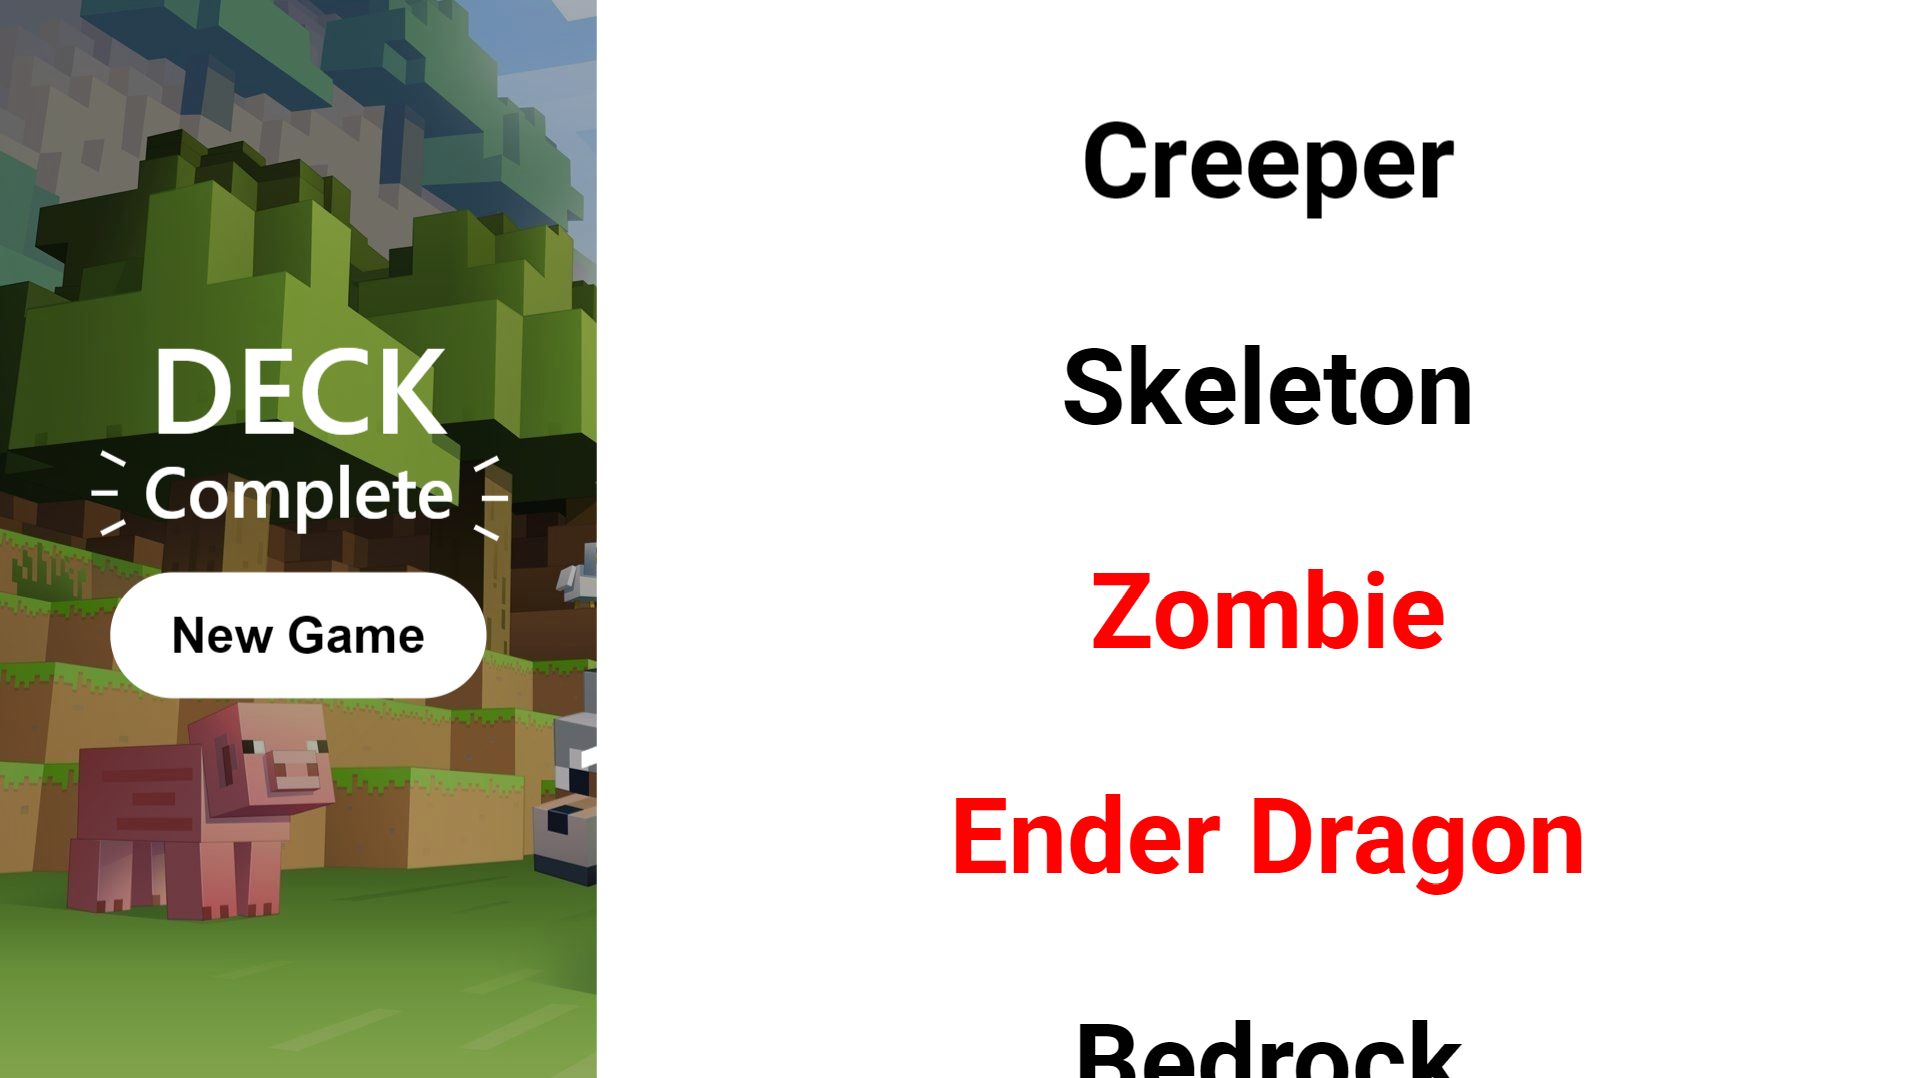 DECK
Complete
New Game
Creeper
Skeleton
Zombie
Ender Dragon
Bedrock